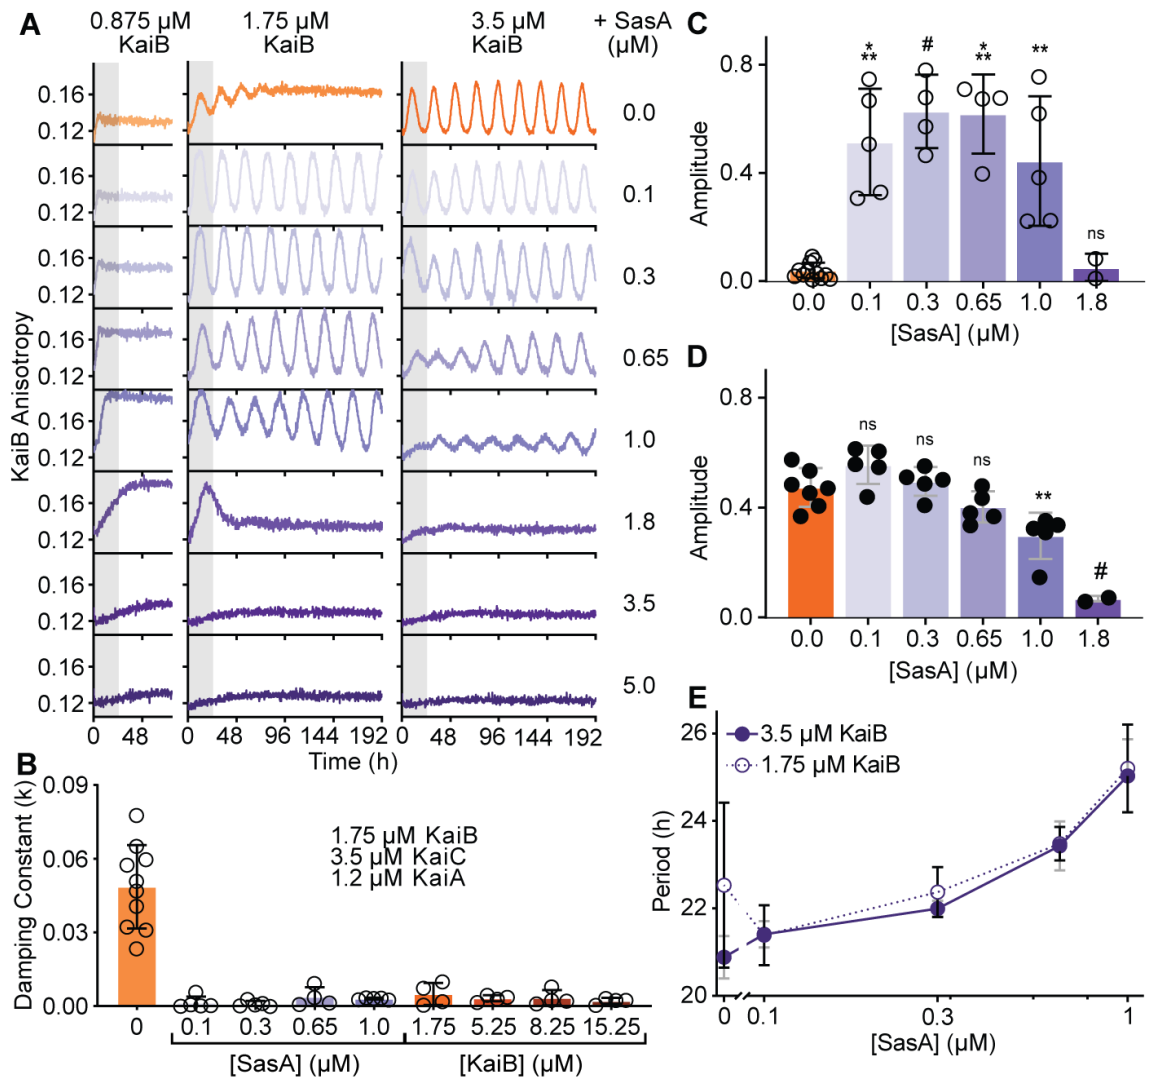 A
0.875 µM
KaiB
1.75 µM
KaiB
3.5 µM
KaiB
+ SasA
(µM)
KaiB Anisotropy
0.16
0.12
0.0
0.16
0.12
0.1
0.16
0.12
0.3
0.16
0.12
0.65
0.16
0.12
1.0
0.16
0.12
1.8
0.16
0.12
3.5
0.16
0.12
5.0
0 48 0 48 96 144 192 0 48 96 144 192
Time (h)
B
Damping Constant (k)
0.09
0.06
0.03
0.00
1.75 µM KaiB
3.5 µM KaiC
1.2 µM KaiA
0 0.1 0.3 0.65 1.0 1.75 5.25 8.25 15.25
[SasA] (µM) [KaiB] (µM)
C
Amplitude
0.8
0.4
0.0
*
** # *
** ** ns
0.0 0.1 0.3 0.65 1.0 1.8
[SasA] (µM)
D
Amplitude
0.8
0.4
0.0
ns ns ns ** #
0.0 0.1 0.3 0.65 1.0 1.8
[SasA] (µM)
E
Period (h)
26
24
22
20
3.5 µM KaiB
1.75 µM KaiB
0 0.1 0.3 1
[SasA] (µM)